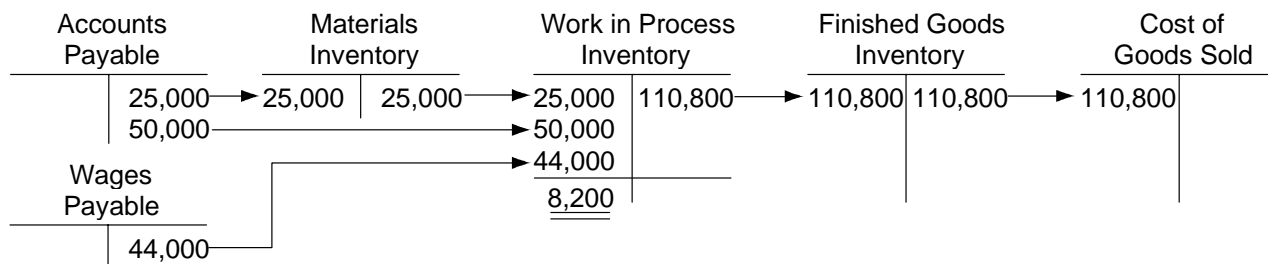 Accounts Payable
Materials Inventory
Work in Process Inventory
Finished Goods Inventory
Cost of Goods Sold
25,000 25,000 25,000 25,000 110,800 110,800 110,800 110,800
50,000 50,000
44,000
Wages Payable
8,200
44,000